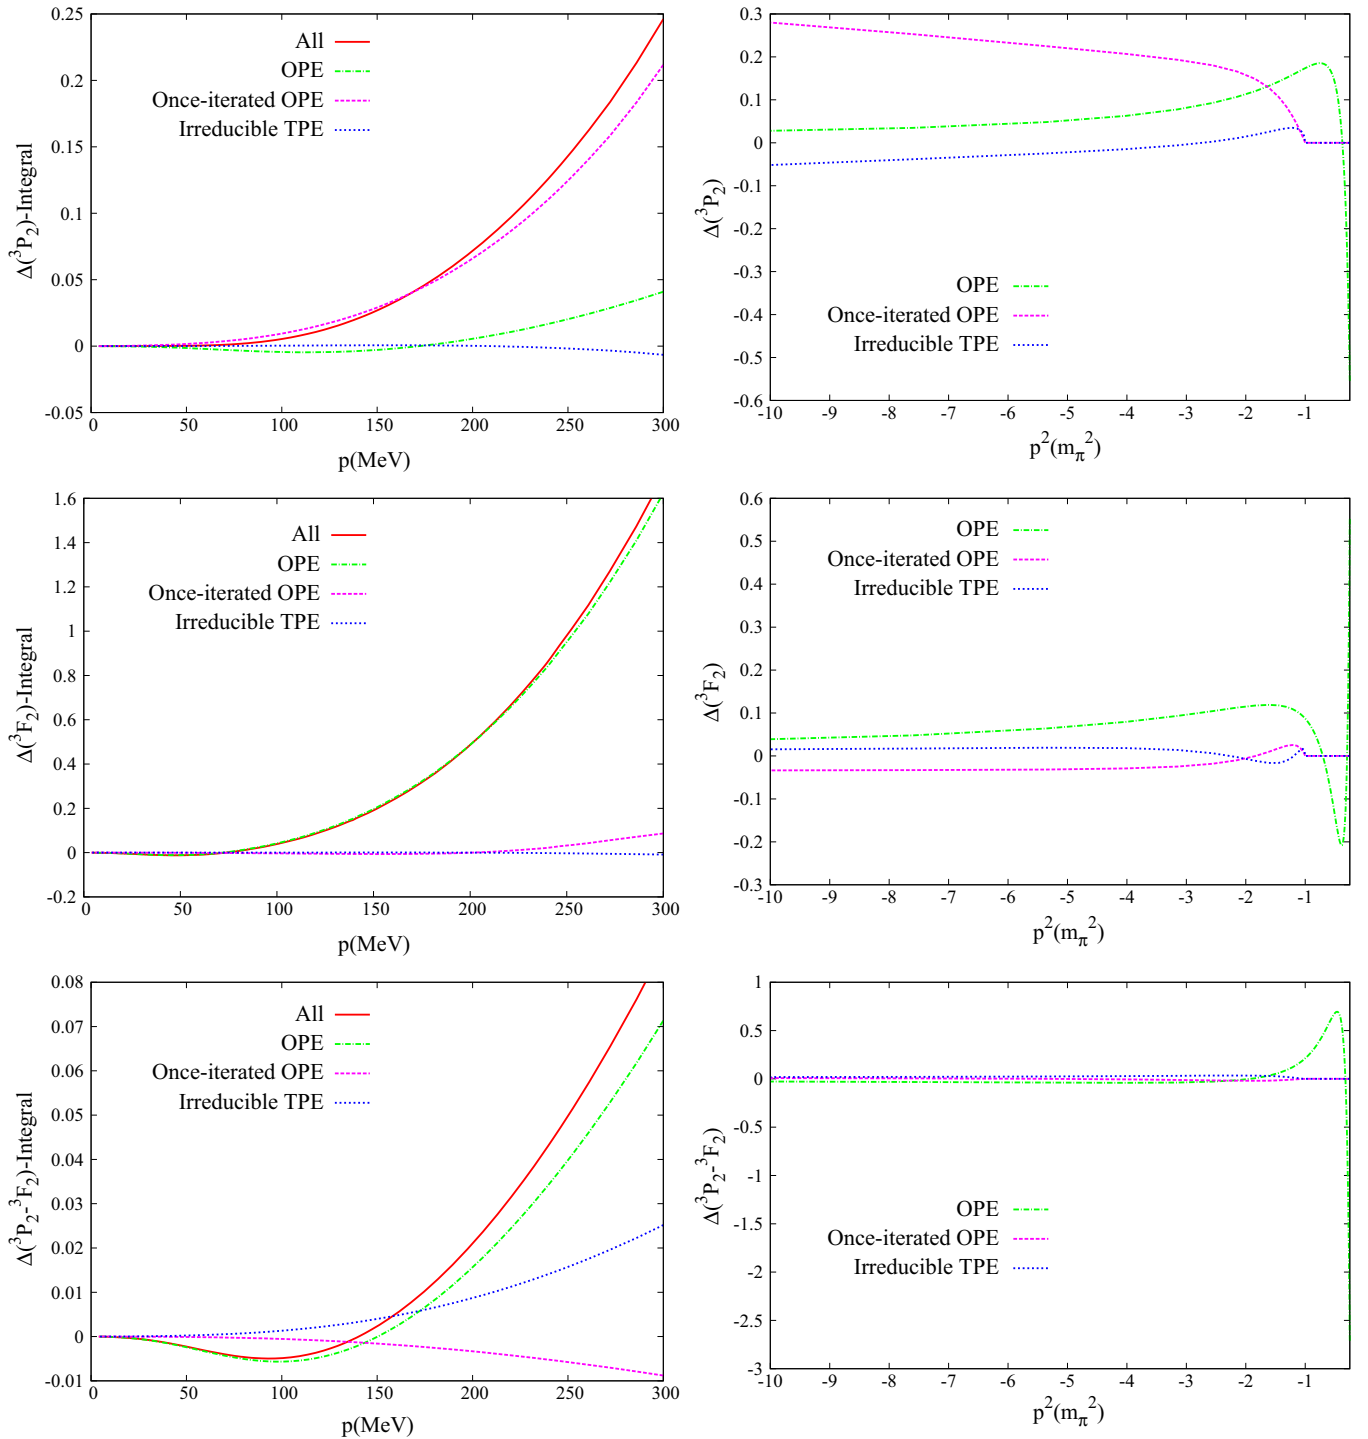 Δ(³P₂)-Integral
0.25
0.2
0.15
0.1
0.05
0
-0.05
All
OPE
Once-iterated OPE
Irreducible TPE
0 50 100 150 200 250 300
p(MeV)
Δ(³P₂)
0.3
0.2
0.1
0
-0.1
-0.2
-0.3
-0.4
-0.5
-0.6
OPE
Once-iterated OPE
Irreducible TPE
-10 -9 -8 -7 -6 -5 -4 -3 -2 -1
p²(mπ²)
Δ(³F₂)-Integral
1.6
1.4
1.2
1
0.8
0.6
0.4
0.2
0
-0.2
All
OPE
Once-iterated OPE
Irreducible TPE
0 50 100 150 200 250 300
p(MeV)
Δ(³F₂)
0.6
0.5
0.4
0.3
0.2
0.1
0
-0.1
-0.2
-0.3
OPE
Once-iterated OPE
Irreducible TPE
-10 -9 -8 -7 -6 -5 -4 -3 -2 -1
p²(mπ²)
Δ(³P₂-³F₂)-Integral
0.08
0.07
0.06
0.05
0.04
0.03
0.02
0.01
0
-0.01
All
OPE
Once-iterated OPE
Irreducible TPE
0 50 100 150 200 250 300
p(MeV)
Δ(³P₂-³F₂)
1
0.5
0
-0.5
-1
-1.5
-2
-2.5
-3
OPE
Once-iterated OPE
Irreducible TPE
-10 -9 -8 -7 -6 -5 -4 -3 -2 -1
p²(mπ²)